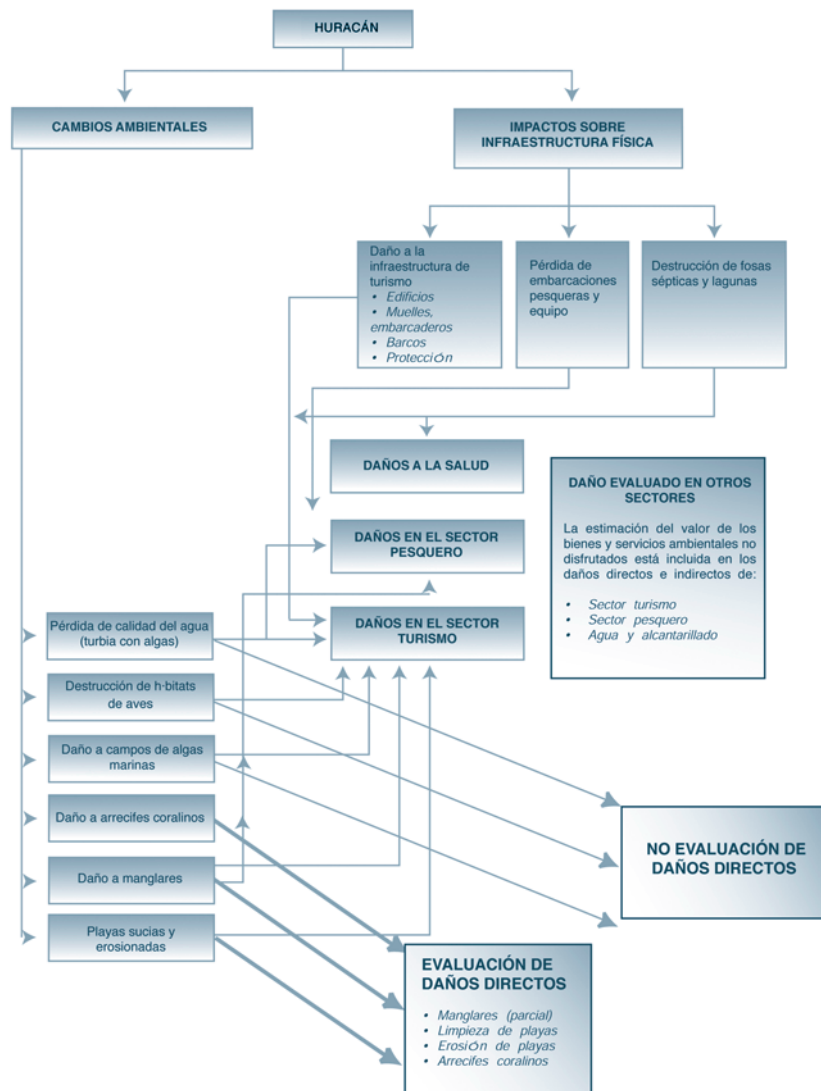 HURACÁN
CAMBIOS AMBIENTALES
IMPACTOS SOBRE
INFRAESTRUCTURA FÍSICA
Daño a la
infraestructura de
turismo
• Edificios
• Muelles,
embarcaderos
• Barcos
• Protección
Pérdida de
embarcaciones
pesqueras y
equipo
Destrucción de fosas
sépticas y lagunas
DAÑOS A LA SALUD
DAÑOS EN EL SECTOR
PESQUERO
DAÑOS EN EL SECTOR
TURISMO
DAÑO EVALUADO EN OTROS
SECTORES
La estimación del valor de los
bienes y servicios ambientales no
disfrutados está incluida en los
daños directos e indirectos de:
• Sector turismo
• Sector pesquero
• Agua y alcantarillado
Pérdida de calidad del agua
(turbia con algas)
Destrucción de h-bitats
de aves
Daño a campos de algas
marinas
Daño a arrecifes coralinos
Daño a manglares
Playas sucias y
erosionadas
NO EVALUACIÓN DE
DAÑOS DIRECTOS
EVALUACIÓN DE
DAÑOS DIRECTOS
• Manglares (parcial)
• Limpieza de playas
• Erosión de playas
• Arrecifes coralinos